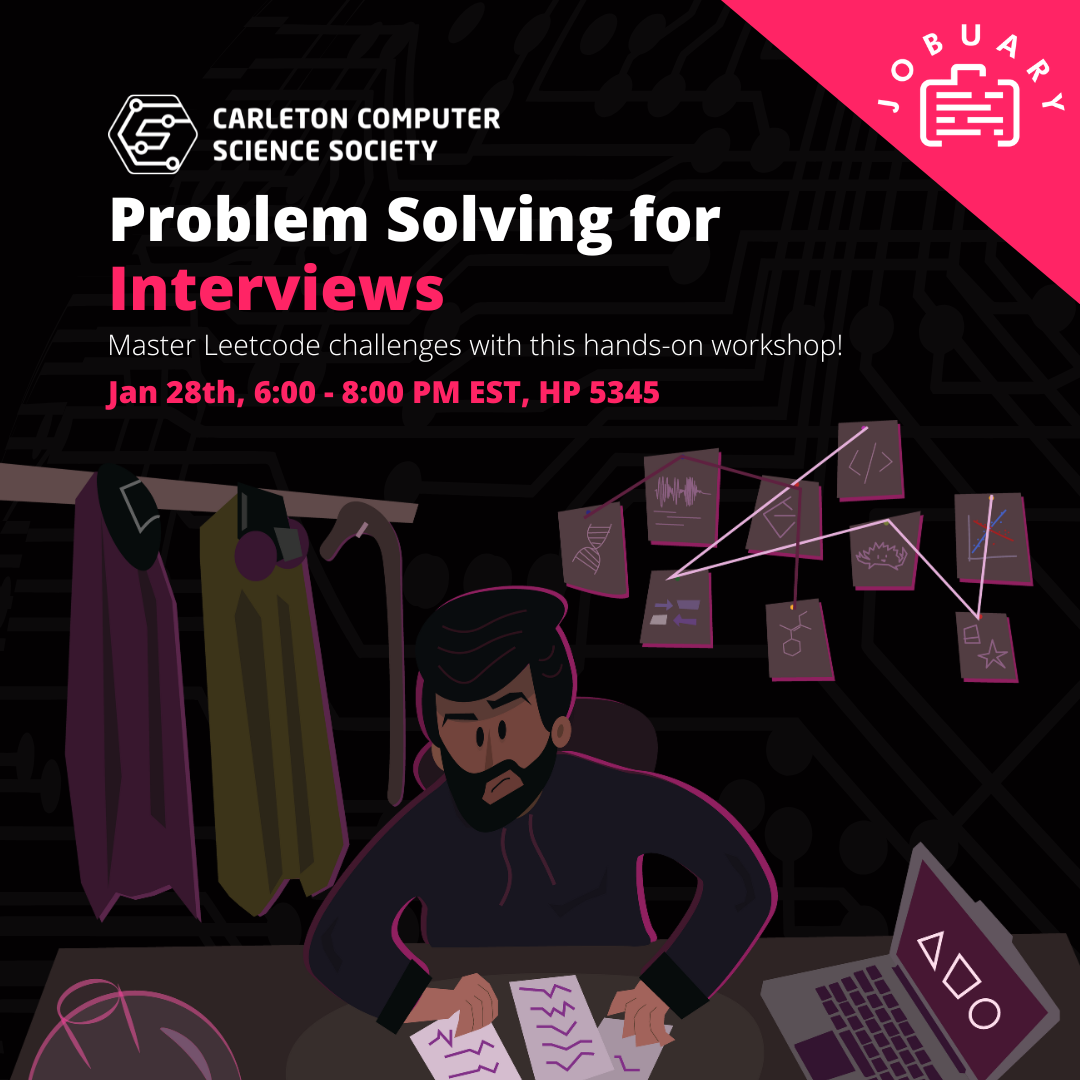 JOBUARY
CARLETON COMPUTER
SCIENCE SOCIETY
Problem Solving for
Interviews
Master Leetcode challenges with this hands-on workshop!
Jan 28th, 6:00 - 8:00 PM EST, HP 5345
</>